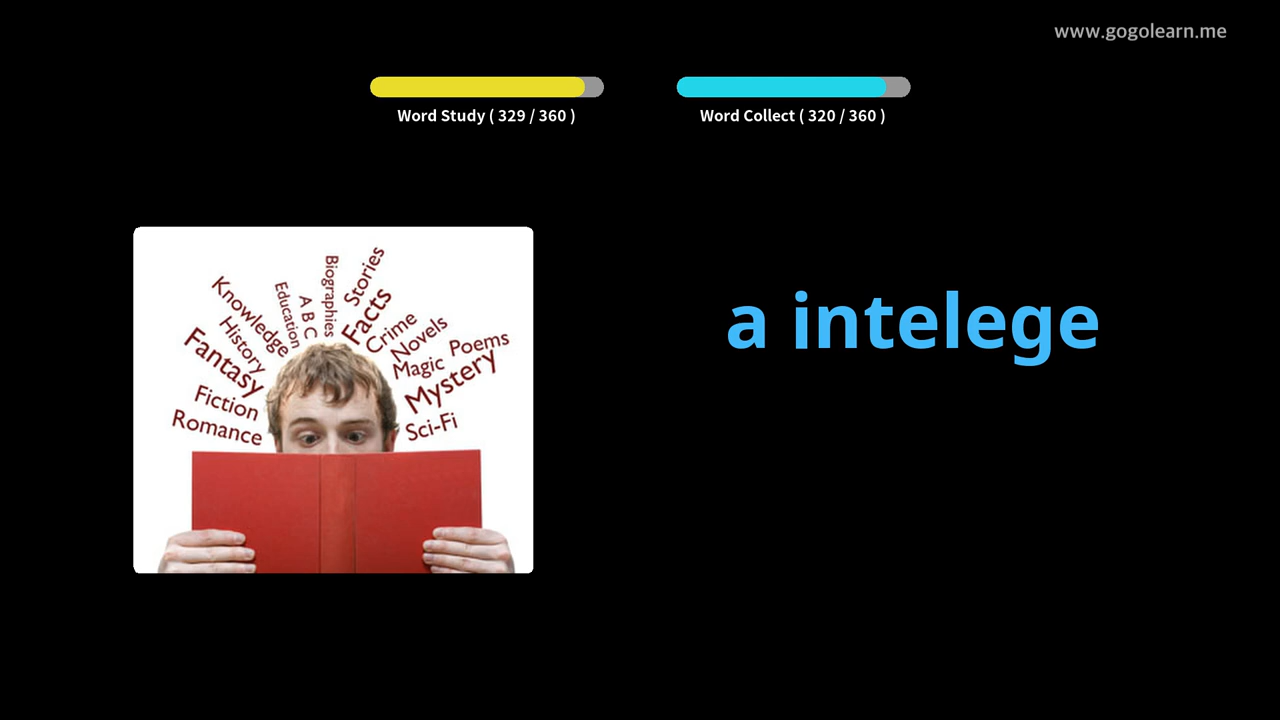 www.gogolearn.me
Word Study ( 329 / 360 )
Word Collect ( 320 / 360 )
a intelege
Knowledge
Education
A B C
Biographies
Stories
Facts
Crime
Novels
Poems
History
Fantasy
Magic
Mystery
Fiction
Romance
Sci-Fi